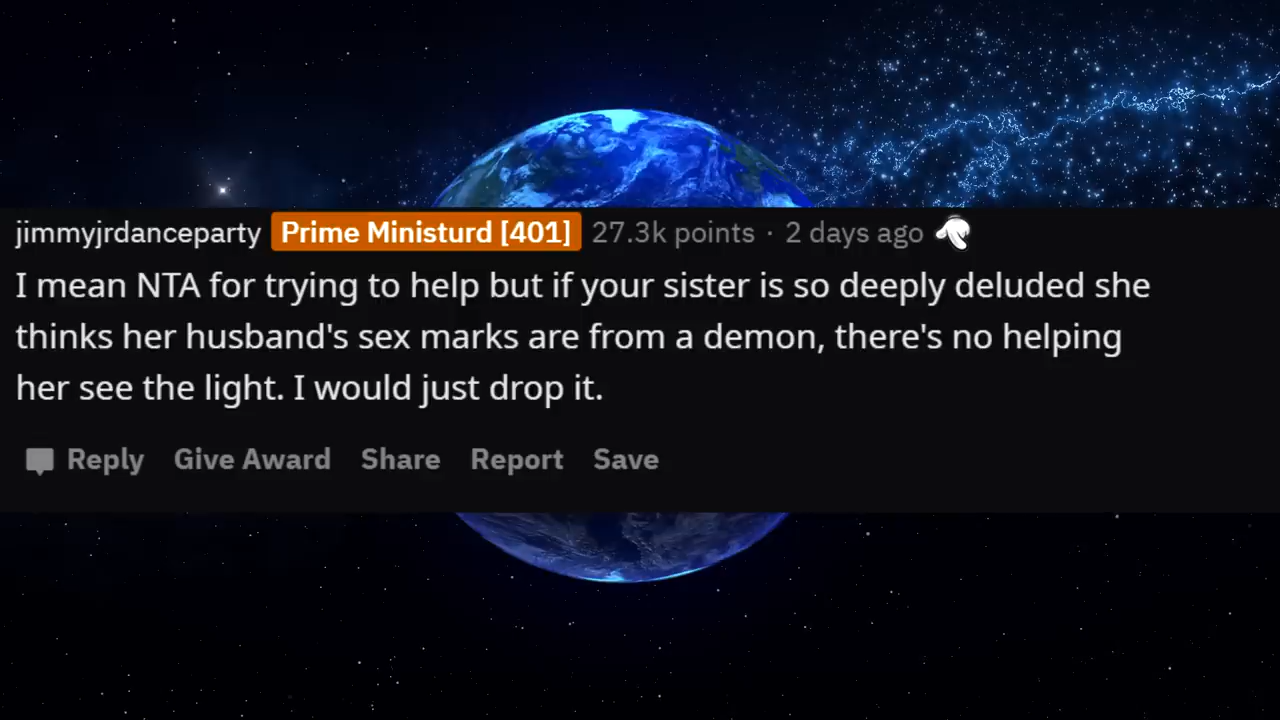 jimmyjrdanceparty Prime Ministurd [401] 27.3k points · 2 days ago
I mean NTA for trying to help but if your sister is so deeply deluded she
thinks her husband's sex marks are from a demon, there's no helping
her see the light. I would just drop it.
Reply Give Award Share Report Save